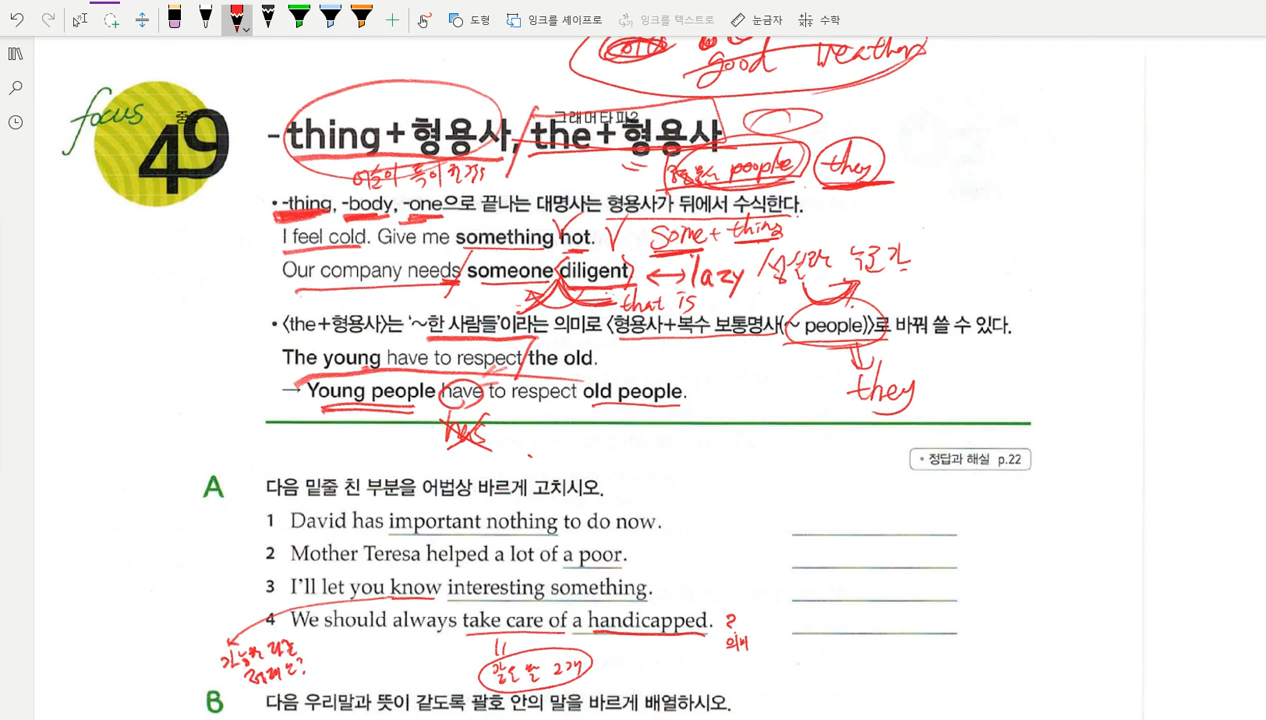 도형 잉크를 셰이프로 잉크를 텍스트로 눈금자 수학
good weather
focus
49
그래머타파2
-thing+형용사, the+형용사
people they
• -thing, -body, -one으로 끝나는 대명사는 형용사가 뒤에서 수식한다.
I feel cold. Give me something hot.
some + thing
Our company needs someone diligent
lazy
that is
• 〈the+형용사〉는 '~한 사람들'이라는 의미로 〈형용사+복수 보통명사(~ people)〉로 바꿔 쓸 수 있다.
The young have to respect the old.
they
→ Young people have to respect old people.
has
• 정답과 해실 p.22
A 다음 밑줄 친 부분을 어법상 바르게 고치시오.
1 David has important nothing to do now.
2 Mother Teresa helped a lot of a poor.
3 I'll let you know interesting something.
4 We should always take care of a handicapped.
같은 뜻 2개
B 다음 우리말과 뜻이 같도록 괄호 안의 말을 바르게 배열하시오.